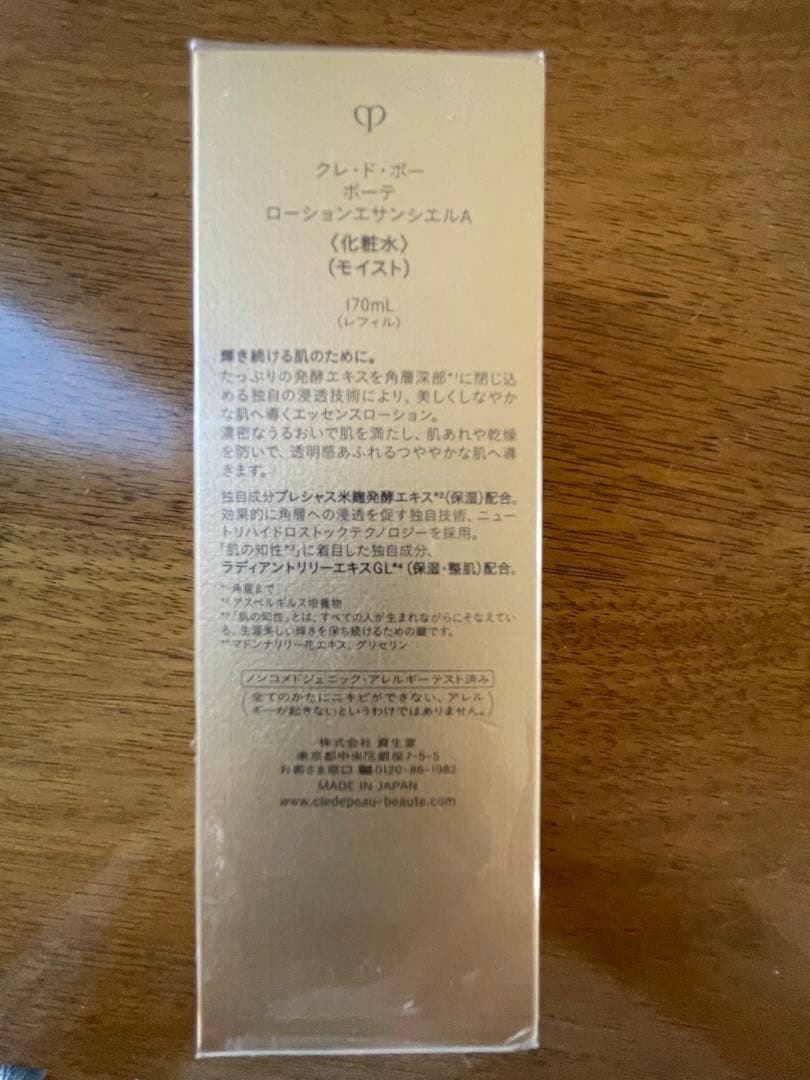 クレ・ド・ポー
ボーテ
ローションエサンシエルA
〈化粧水〉
(モイスト)
170mL
(レフィル)
輝き続ける肌のために。
たっぷりの発酵エキスを角層深部*¹に閉じ込
める独自の浸透技術により、美しくしなやか
な肌へ導くエッセンスローション。
濃密なうるおいで肌を満たし、肌あれや乾燥
を防いで、透明感あふれるつややかな肌へ導
きます。
独自成分プレシャス米麹発酵エキス*²(保湿)配合。
効果的に角層への浸透を促す独自技術、ニュー
トリハイドロストックテクノロジーを採用。
「肌の知性*³」に着目した独自成分、
ラディアントリリーエキスGL*⁴(保湿・整肌)配合。
*¹ 角層まで
*² アスペルギルス培養物
*³「肌の知性」とは、すべての人が生まれながらにそなえてい
る、生涯美しい輝きを保ち続けるための鍵です。
*⁴ マドンナリリー花エキス、グリセリン
ノンコメドジェニック・アレルギーテスト済み
(全てのかたにニキビができない、アレル
ギーが起きないというわけではありません。)
株式会社 資生堂
東京都中央区銀座7-5-5
お客さま窓口 0120-86-1982
MADE IN JAPAN
www.cledepeau-beaute.com